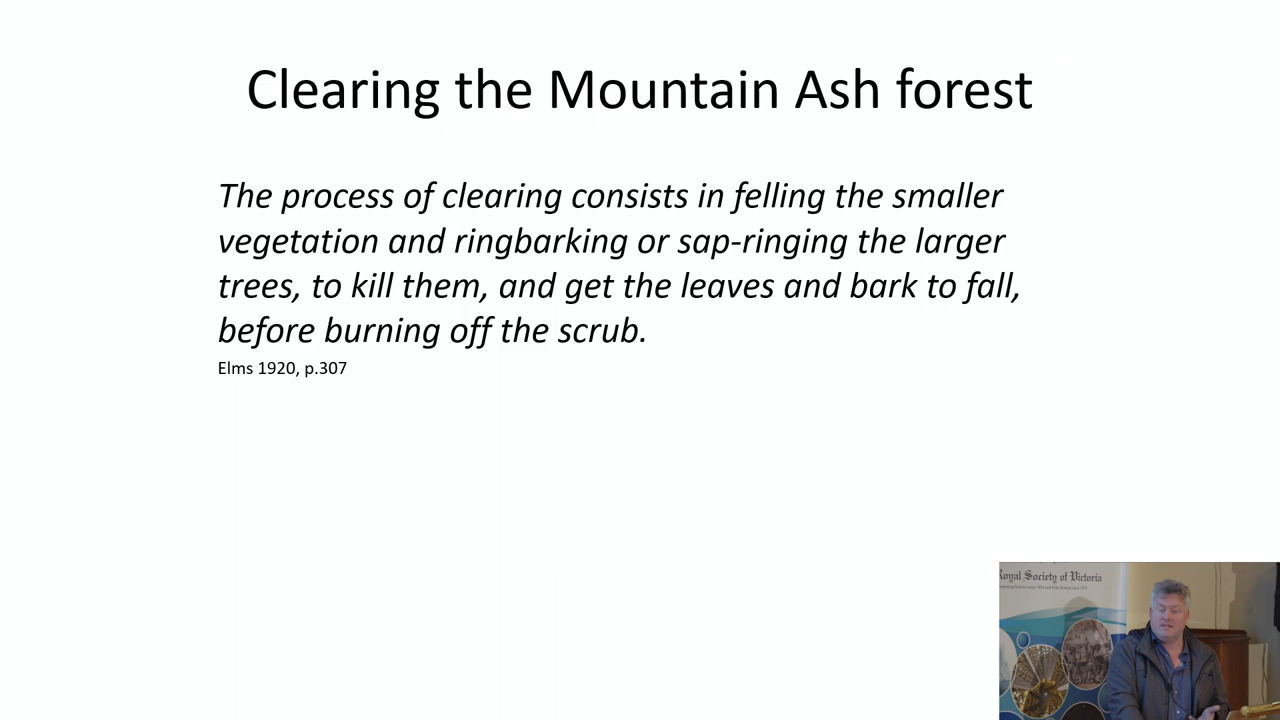 Clearing the Mountain Ash forest
The process of clearing consists in felling the smaller
vegetation and ringbarking or sap-ringing the larger
trees, to kill them, and get the leaves and bark to fall,
before burning off the scrub.
Elms 1920, p.307
Royal Society of Victoria